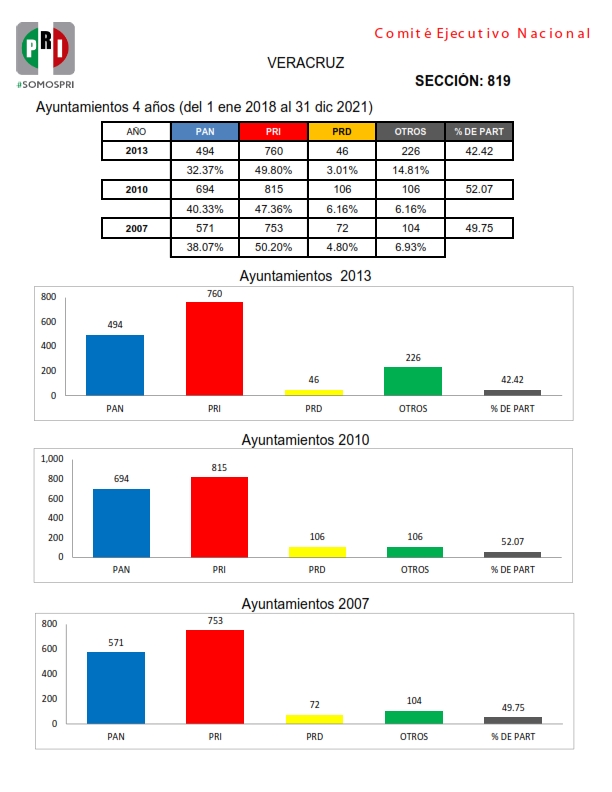 Comité Ejecutivo Nacional
PRI
#SOMOSPRI
VERACRUZ
SECCIÓN: 819
Ayuntamientos 4 años (del 1 ene 2018 al 31 dic 2021)
AÑO PAN PRI PRD OTROS % DE PART
2013 494 760 46 226 42.42
32.37% 49.80% 3.01% 14.81%
2010 694 815 106 106 52.07
40.33% 47.36% 6.16% 6.16%
2007 571 753 72 104 49.75
38.07% 50.20% 4.80% 6.93%
Ayuntamientos 2013
800
600
400
200
0
494 760 46 226 42.42
PAN PRI PRD OTROS % DE PART
Ayuntamientos 2010
1,000
800
600
400
200
0
694 815 106 106 52.07
PAN PRI PRD OTROS % DE PART
Ayuntamientos 2007
800
600
400
200
0
571 753 72 104 49.75
PAN PRI PRD OTROS % DE PART